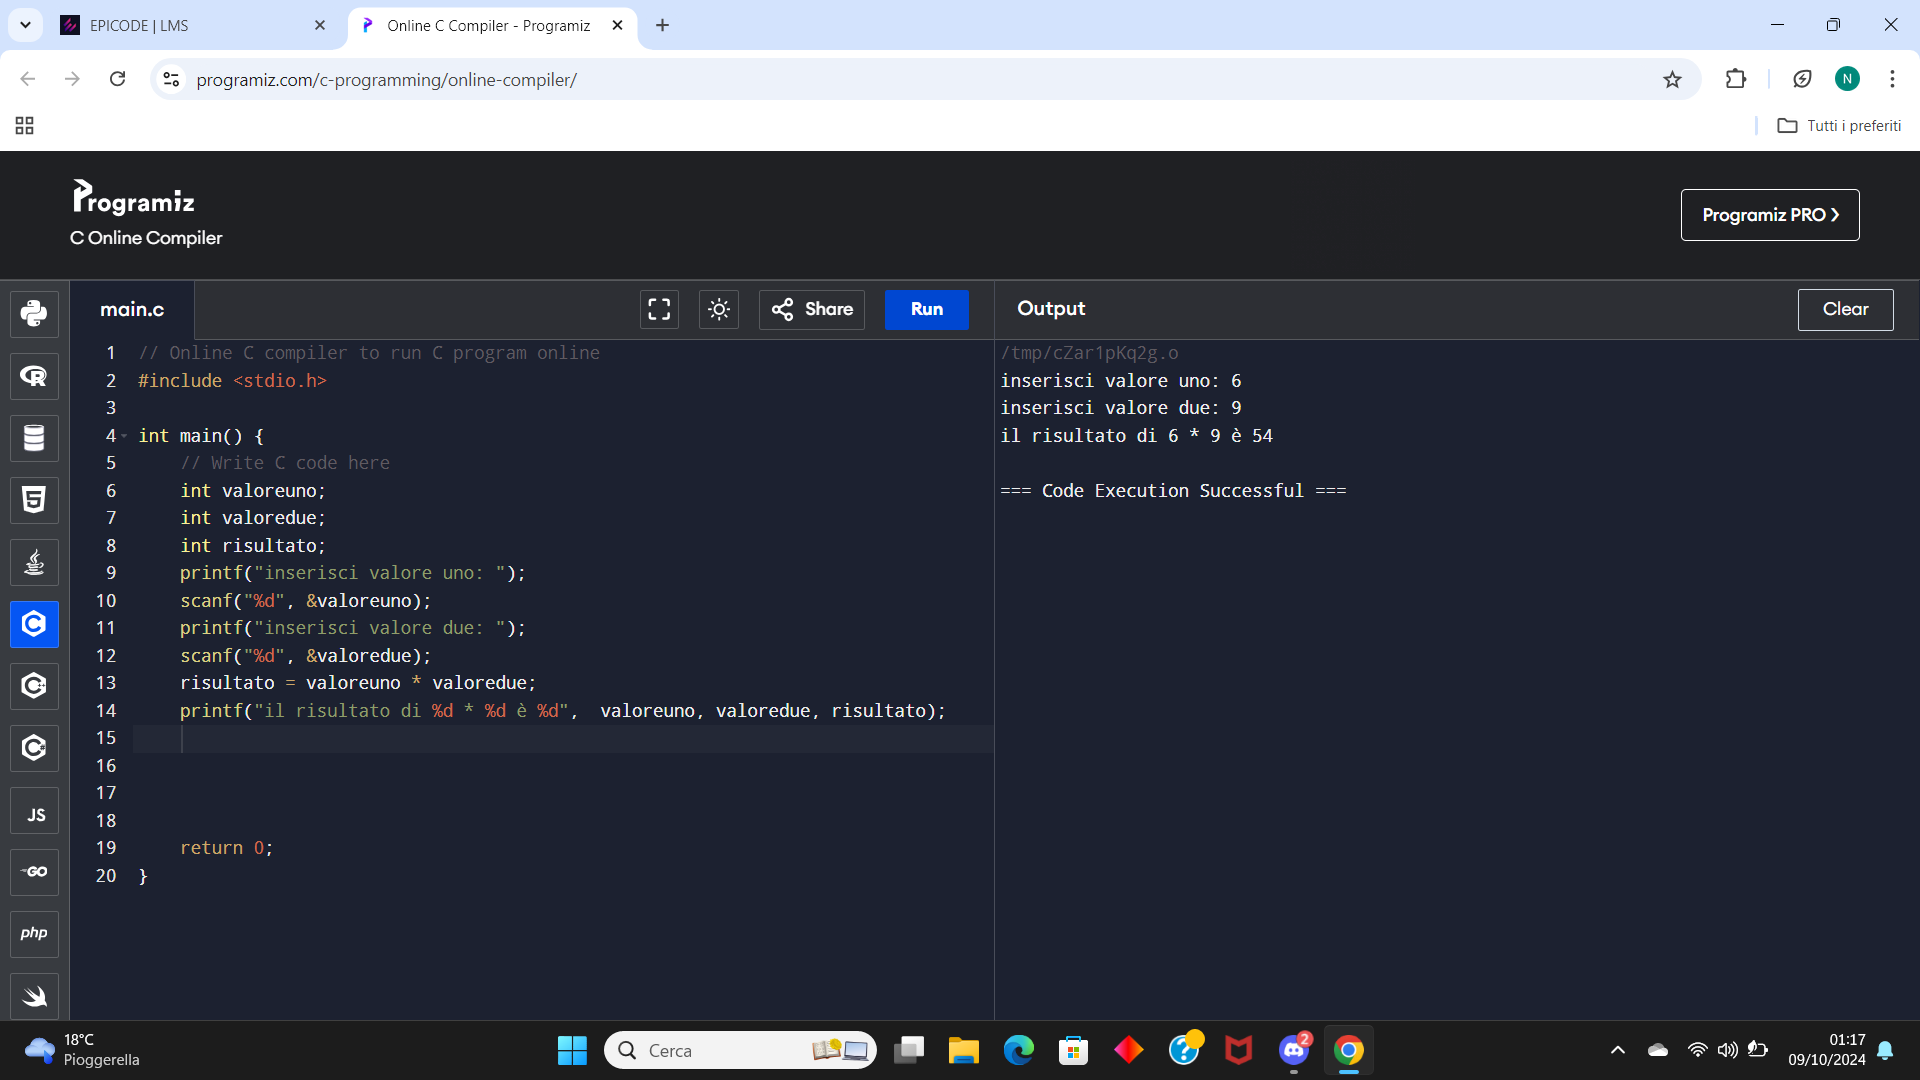 EPICODE | LMS
Online C Compiler - Programiz
programiz.com/c-programming/online-compiler/
N
Tutti i preferiti
Programiz
C Online Compiler
Programiz PRO
main.c
Share
Run
Output
Clear
1 // Online C compiler to run C program online
2 #include <stdio.h>
3
4 int main() {
5 // Write C code here
6 int valoreuno;
7 int valoredue;
8 int risultato;
9 printf("inserisci valore uno: ");
10 scanf("%d", &valoreuno);
11 printf("inserisci valore due: ");
12 scanf("%d", &valoredue);
13 risultato = valoreuno * valoredue;
14 printf("il risultato di %d * %d è %d",  valoreuno, valoredue, risultato);
15
16
17
18
19 return 0;
20 }
/tmp/cZar1pKq2g.o
inserisci valore uno: 6
inserisci valore due: 9
il risultato di 6 * 9 è 54
=== Code Execution Successful ===
R
5
C
C
C
JS
GO
php
18°C
Pioggerella
Cerca
2
01:17
09/10/2024